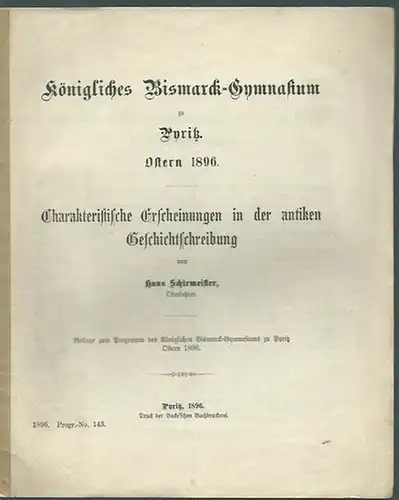 Königliches Bismarck-Gymnasium
zu
Pyritz.
Ostern 1896.
Charakteristische Erscheinungen in der antiken
Geschichtschreibung
von
Hans Schirmeister,
Oberlehrer.
Beilage zum Programm des Königlichen Bismarck-Gymnasiums zu Pyritz
Ostern 1896.
Pyritz, 1896.
Druck der Backe'schen Buchdruckerei.
1896. Progr.-No. 143.